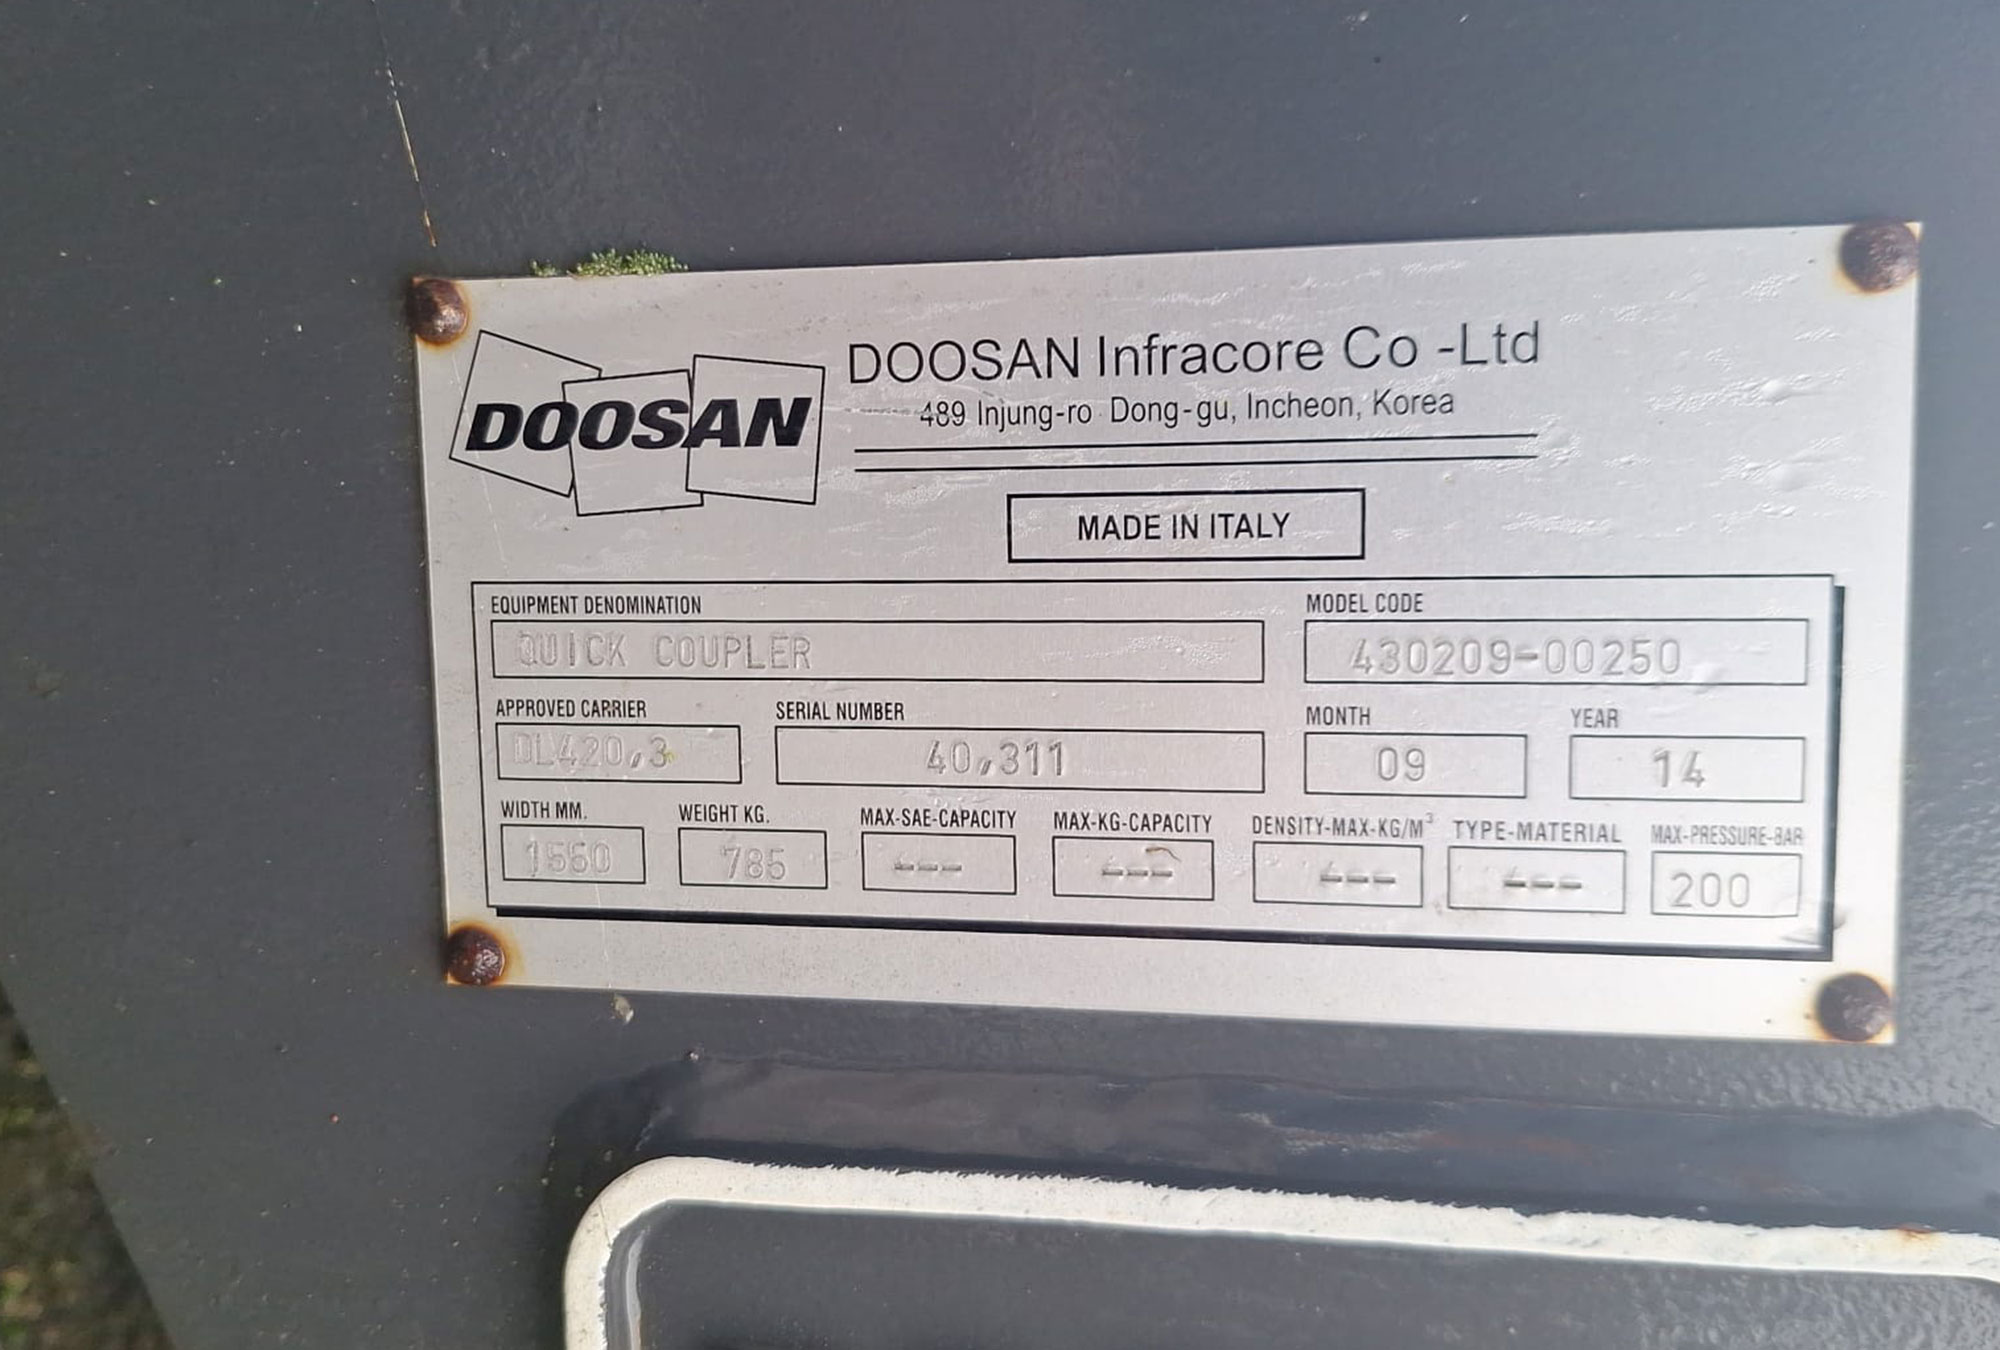 DOOSAN
DOOSAN Infracore Co -Ltd
489 Injung-ro Dong-gu, Incheon, Korea
MADE IN ITALY
EQUIPMENT DENOMINATION MODEL CODE
QUICK COUPLER 430209-00250
APPROVED CARRIER SERIAL NUMBER MONTH YEAR
DL420,3 40,311 09 14
WIDTH MM. WEIGHT KG. MAX-SAE-CAPACITY MAX-KG-CAPACITY DENSITY-MAX-KG/M³ TYPE-MATERIAL MAX-PRESSURE-BAR
785 --- --- --- --- 200